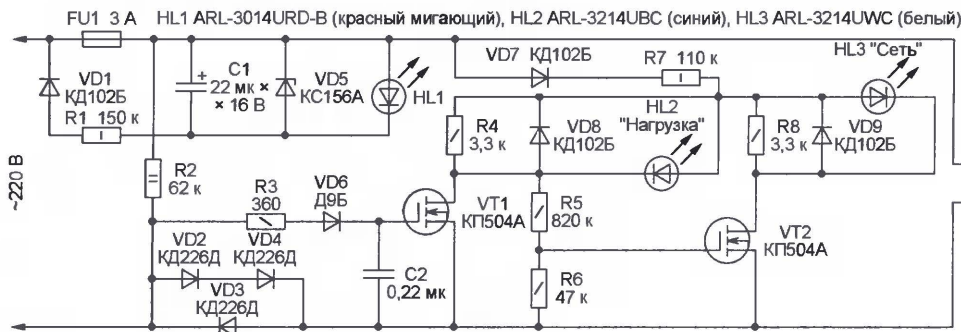 FU1 3 А HL1 ARL-3014URD-B (красный мигающий), HL2 ARL-3214UBC (синий), HL3 ARL-3214UWC (белый)
VD1
КД102Б
R1 150 к
C1
22 мк ×
× 16 В
+
VD5
КС156А
HL1
VD7 КД102Б
R7 110 к
HL3 "Сеть"
R4
3,3 к
VD8
КД102Б
HL2
"Нагрузка"
R8
3,3 к
VD9
КД102Б
~220 В
R2
62 к
R3
360
VD6
Д9Б
VT1
КП504А
R5
820 к
VT2
КП504А
VD2
КД226Д
VD4
КД226Д
VD3
КД226Д
C2
0,22 мк
R6
47 к